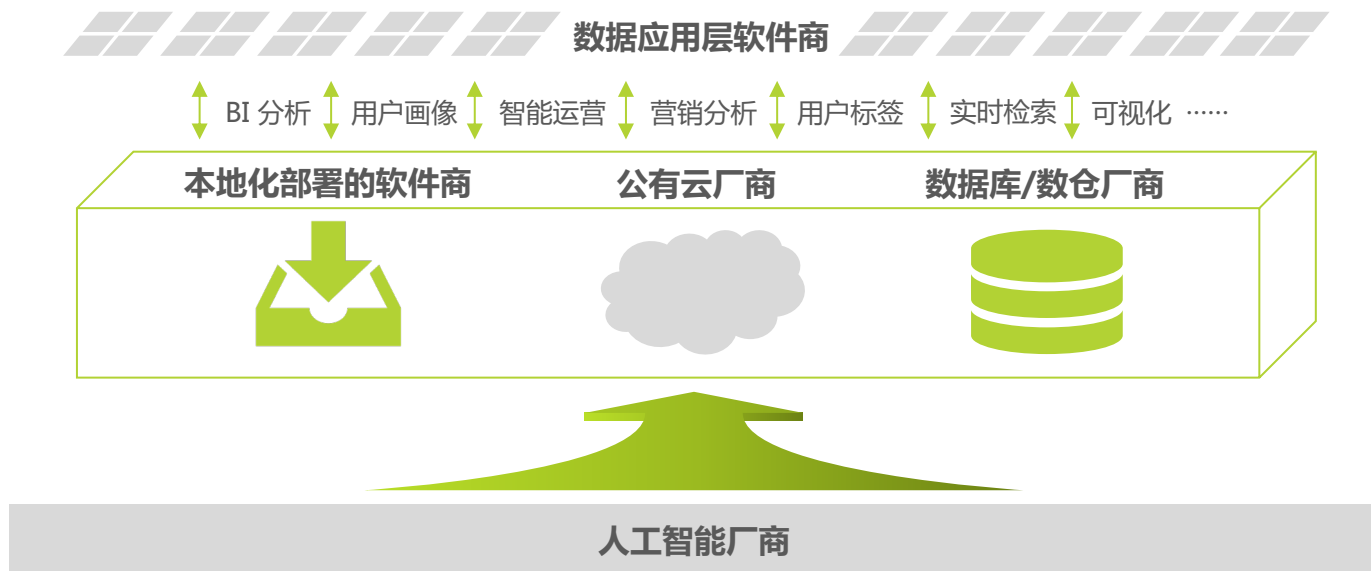 数据应用层软件商
BI 分析 用户画像 智能运营 营销分析 用户标签 实时检索 可视化 ……
本地化部署的软件商 公有云厂商 数据库/数仓厂商
人工智能厂商